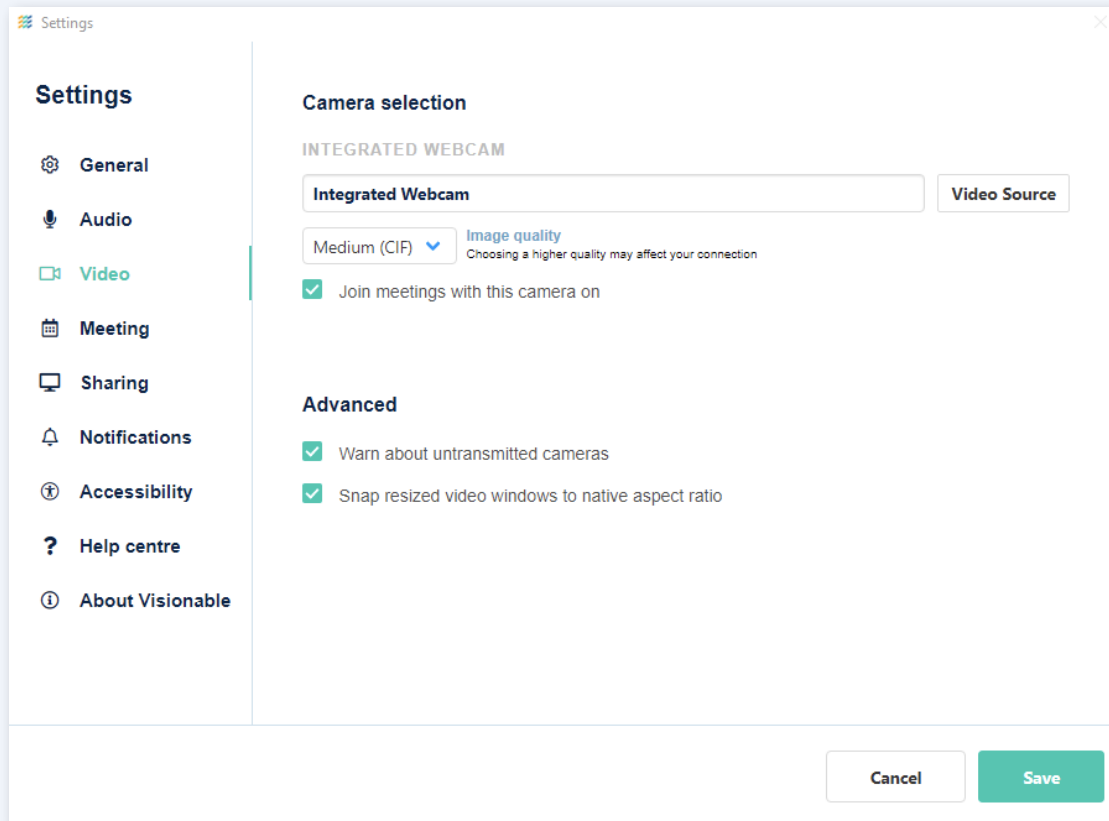 Settings
Settings
General
Audio
Video
Meeting
Sharing
Notifications
Accessibility
Help centre
About Visionable
Camera selection
INTEGRATED WEBCAM
Integrated Webcam
Video Source
Medium (CIF)
Image quality
Choosing a higher quality may affect your connection
Join meetings with this camera on
Advanced
Warn about untransmitted cameras
Snap resized video windows to native aspect ratio
Cancel
Save